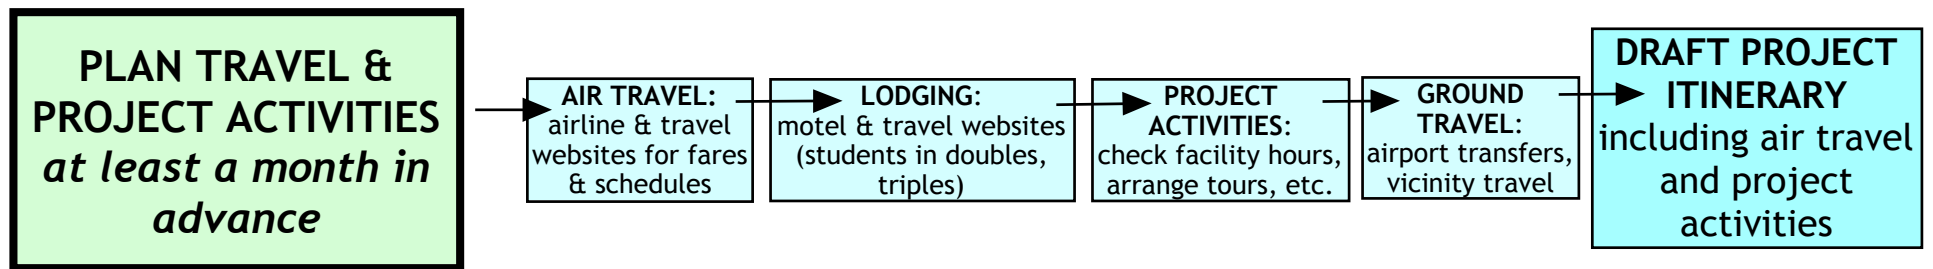 PLAN TRAVEL &
PROJECT ACTIVITIES
at least a month in
advance
AIR TRAVEL:
airline & travel
websites for fares
& schedules
LODGING:
motel & travel websites
(students in doubles,
triples)
PROJECT
ACTIVITIES:
check facility hours,
arrange tours, etc.
GROUND
TRAVEL:
airport transfers,
vicinity travel
DRAFT PROJECT
ITINERARY
including air travel
and project
activities